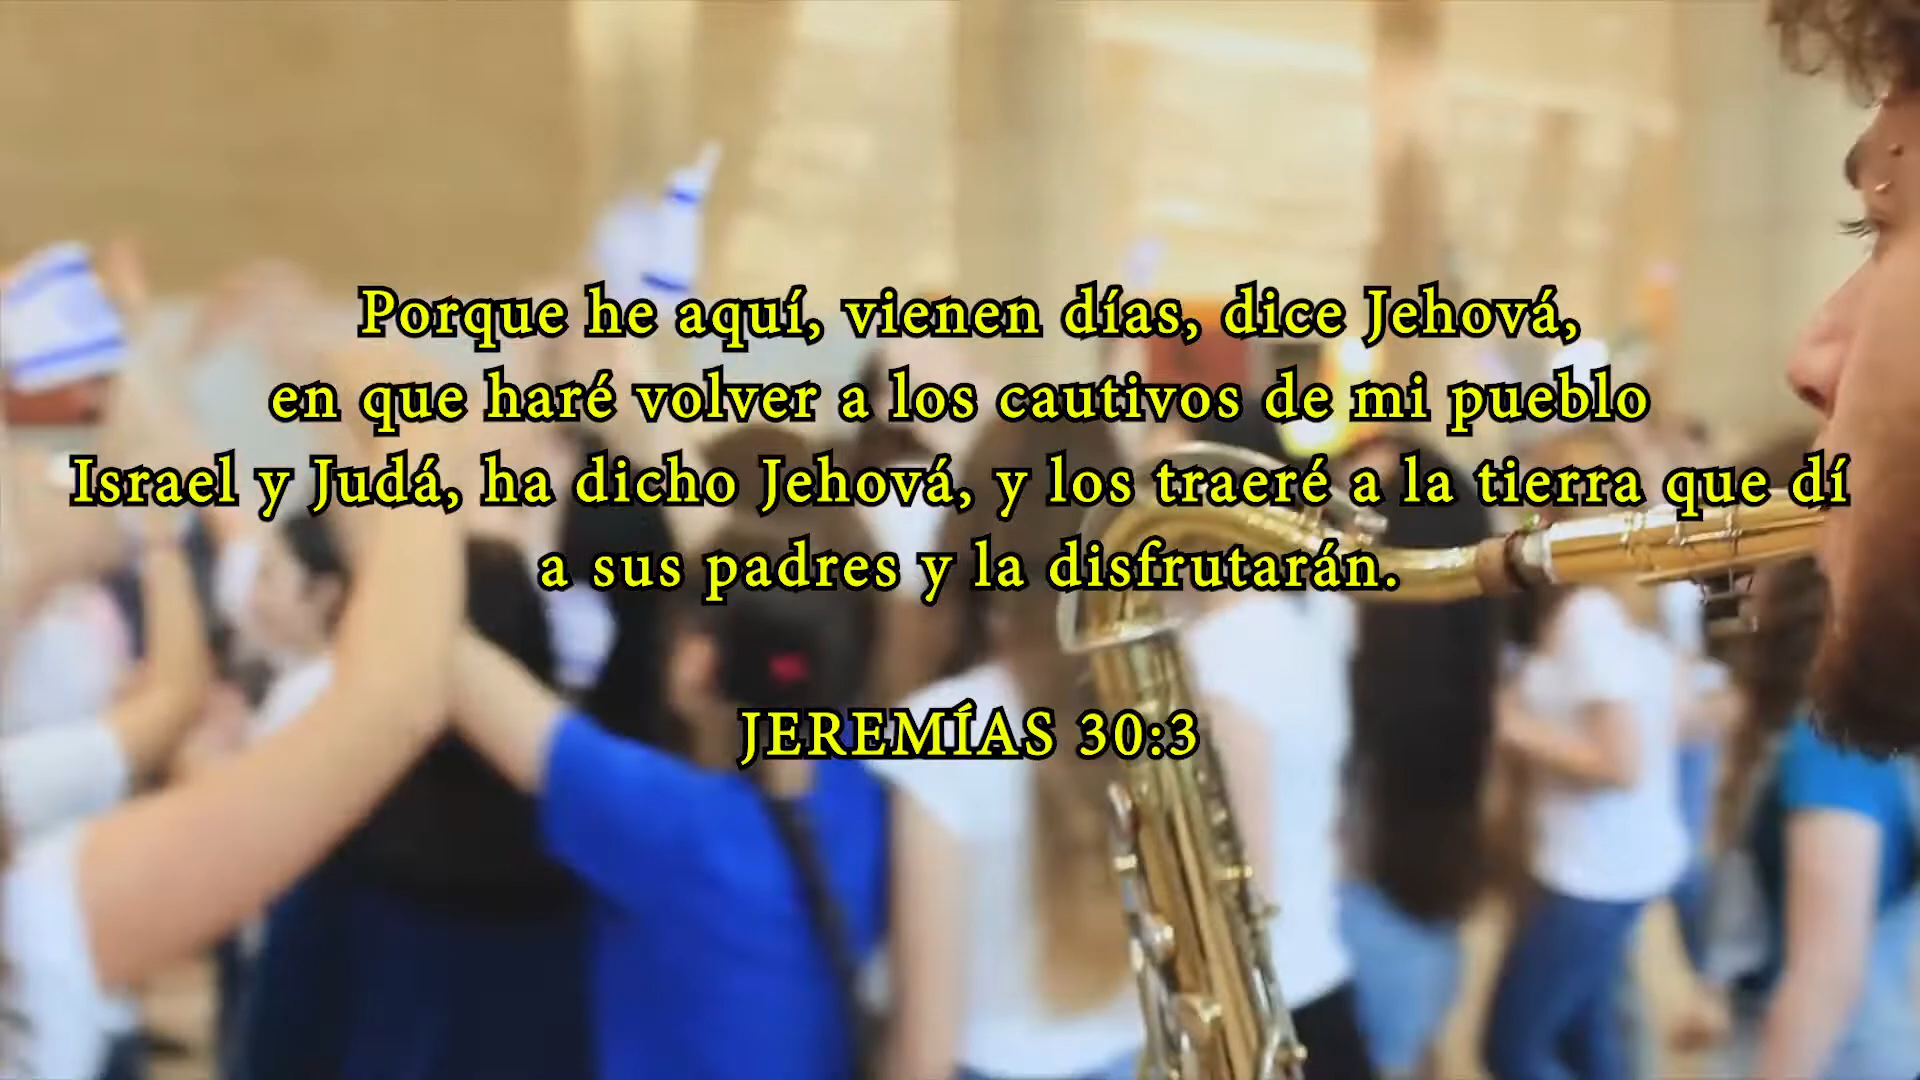 Porque he aquí, vienen días, dice Jehová,
en que haré volver a los cautivos de mi pueblo
Israel y Judá, ha dicho Jehová, y los traeré a la tierra que dí
a sus padres y la disfrutarán.
JEREMÍAS 30:3